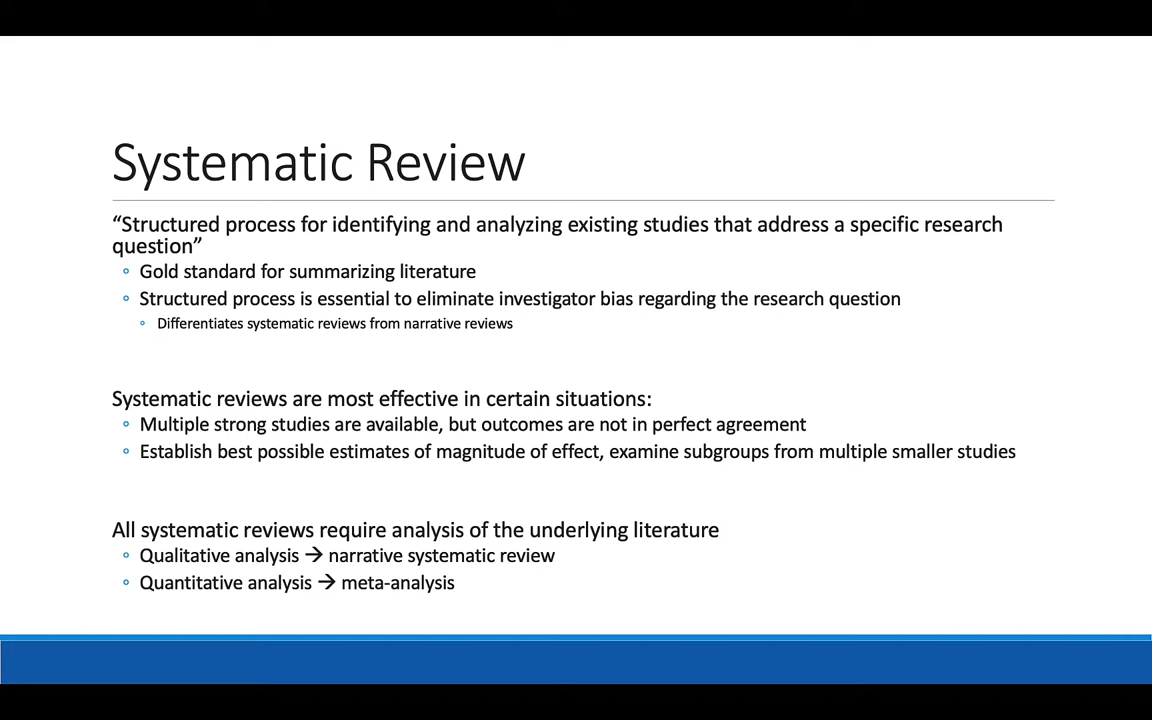 Systematic Review
“Structured process for identifying and analyzing existing studies that address a specific research
question”
◦ Gold standard for summarizing literature
◦ Structured process is essential to eliminate investigator bias regarding the research question
◦ Differentiates systematic reviews from narrative reviews
Systematic reviews are most effective in certain situations:
◦ Multiple strong studies are available, but outcomes are not in perfect agreement
◦ Establish best possible estimates of magnitude of effect, examine subgroups from multiple smaller studies
All systematic reviews require analysis of the underlying literature
◦ Qualitative analysis → narrative systematic review
◦ Quantitative analysis → meta-analysis